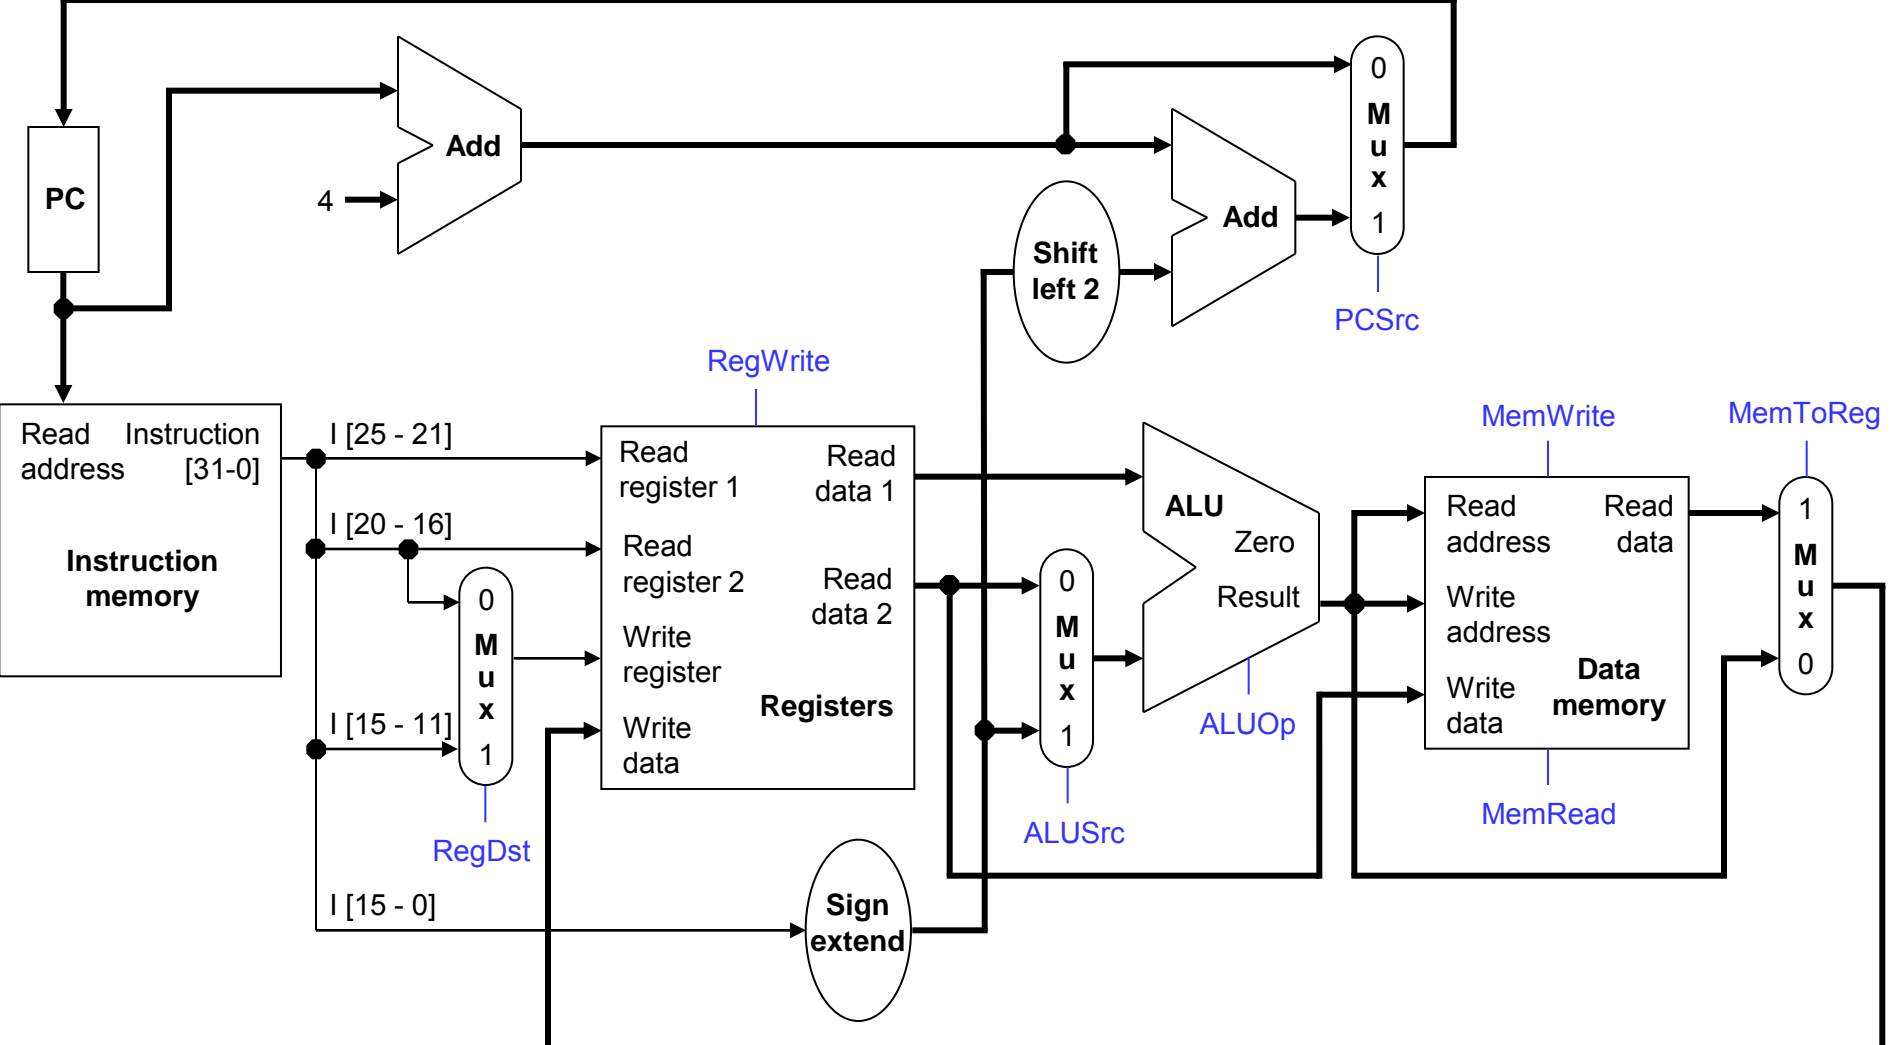 PC
Add
4
Shift
left 2
Add
0
M
u
x
1
PCSrc
Read
address
Instruction
[31-0]
Instruction
memory
I [25 - 21]
I [20 - 16]
I [15 - 11]
I [15 - 0]
0
M
u
x
1
RegDst
RegWrite
Read
register 1
Read
data 1
Read
register 2
Read
data 2
Write
register
Write
data
Registers
Sign
extend
0
M
u
x
1
ALUSrc
ALU
Zero
Result
ALUOp
MemWrite
Read
address
Read
data
Write
address
Write
data
Data
memory
MemRead
MemToReg
1
M
u
x
0